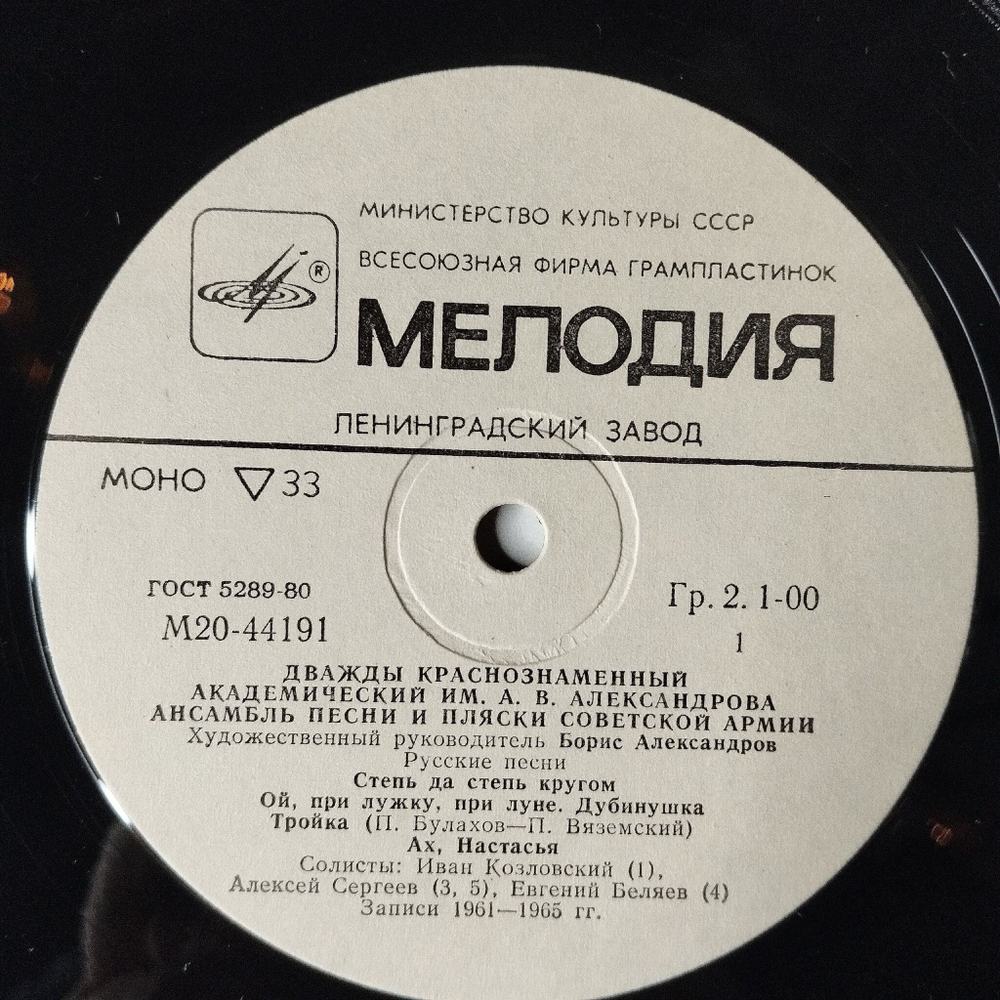 МИНИСТЕРСТВО КУЛЬТУРЫ СССР
ВСЕСОЮЗНАЯ ФИРМА ГРАМПЛАСТИНОК
®
МЕЛОДИЯ
ЛЕНИНГРАДСКИЙ ЗАВОД
МОНО ▽ 33
ГОСТ 5289-80
Гр. 2. 1-00
М20-44191
1
ДВАЖДЫ КРАСНОЗНАМЕННЫЙ
АКАДЕМИЧЕСКИЙ ИМ. А. В. АЛЕКСАНДРОВА
АНСАМБЛЬ ПЕСНИ И ПЛЯСКИ СОВЕТСКОЙ АРМИИ
Художественный руководитель Борис Александров
Русские песни
Степь да степь кругом
Ой, при лужку, при луне. Дубинушка
Тройка (П. Булахов—П. Вяземский)
Ах, Настасья
Солисты: Иван Козловский (1),
Алексей Сергеев (3, 5), Евгений Беляев (4)
Записи 1961—1965 гг.